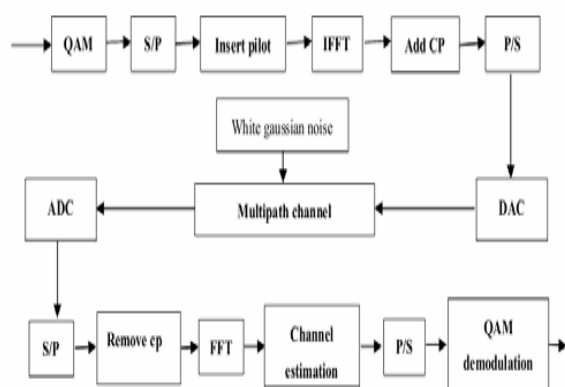 QAM
S/P
Insert pilot
IFFT
Add CP
P/S
White gaussian noise
ADC
Multipath channel
DAC
S/P
Remove cp
FFT
Channel
estimation
P/S
QAM
demodulation